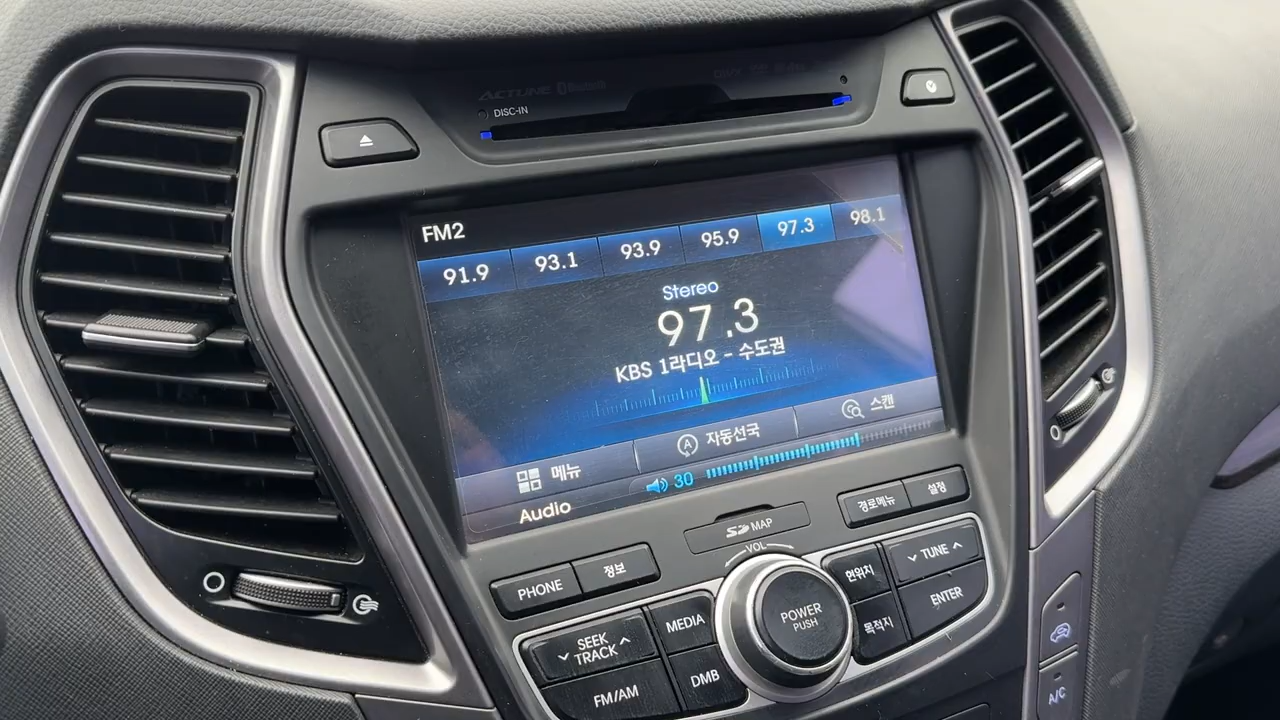 ACTUNE Bluetooth
DISC-IN
FM2
91.9 93.1 93.9 95.9 97.3 98.1
Stereo
97.3
KBS 1라디오 - 수도권
메뉴 자동선국 스캔
Audio 30
SD MAP
경로메뉴 설정
PHONE 정보
VOL
SEEK TRACK
MEDIA
POWER
PUSH
현위치
TUNE
FM/AM
DMB
목적지
ENTER
A/C